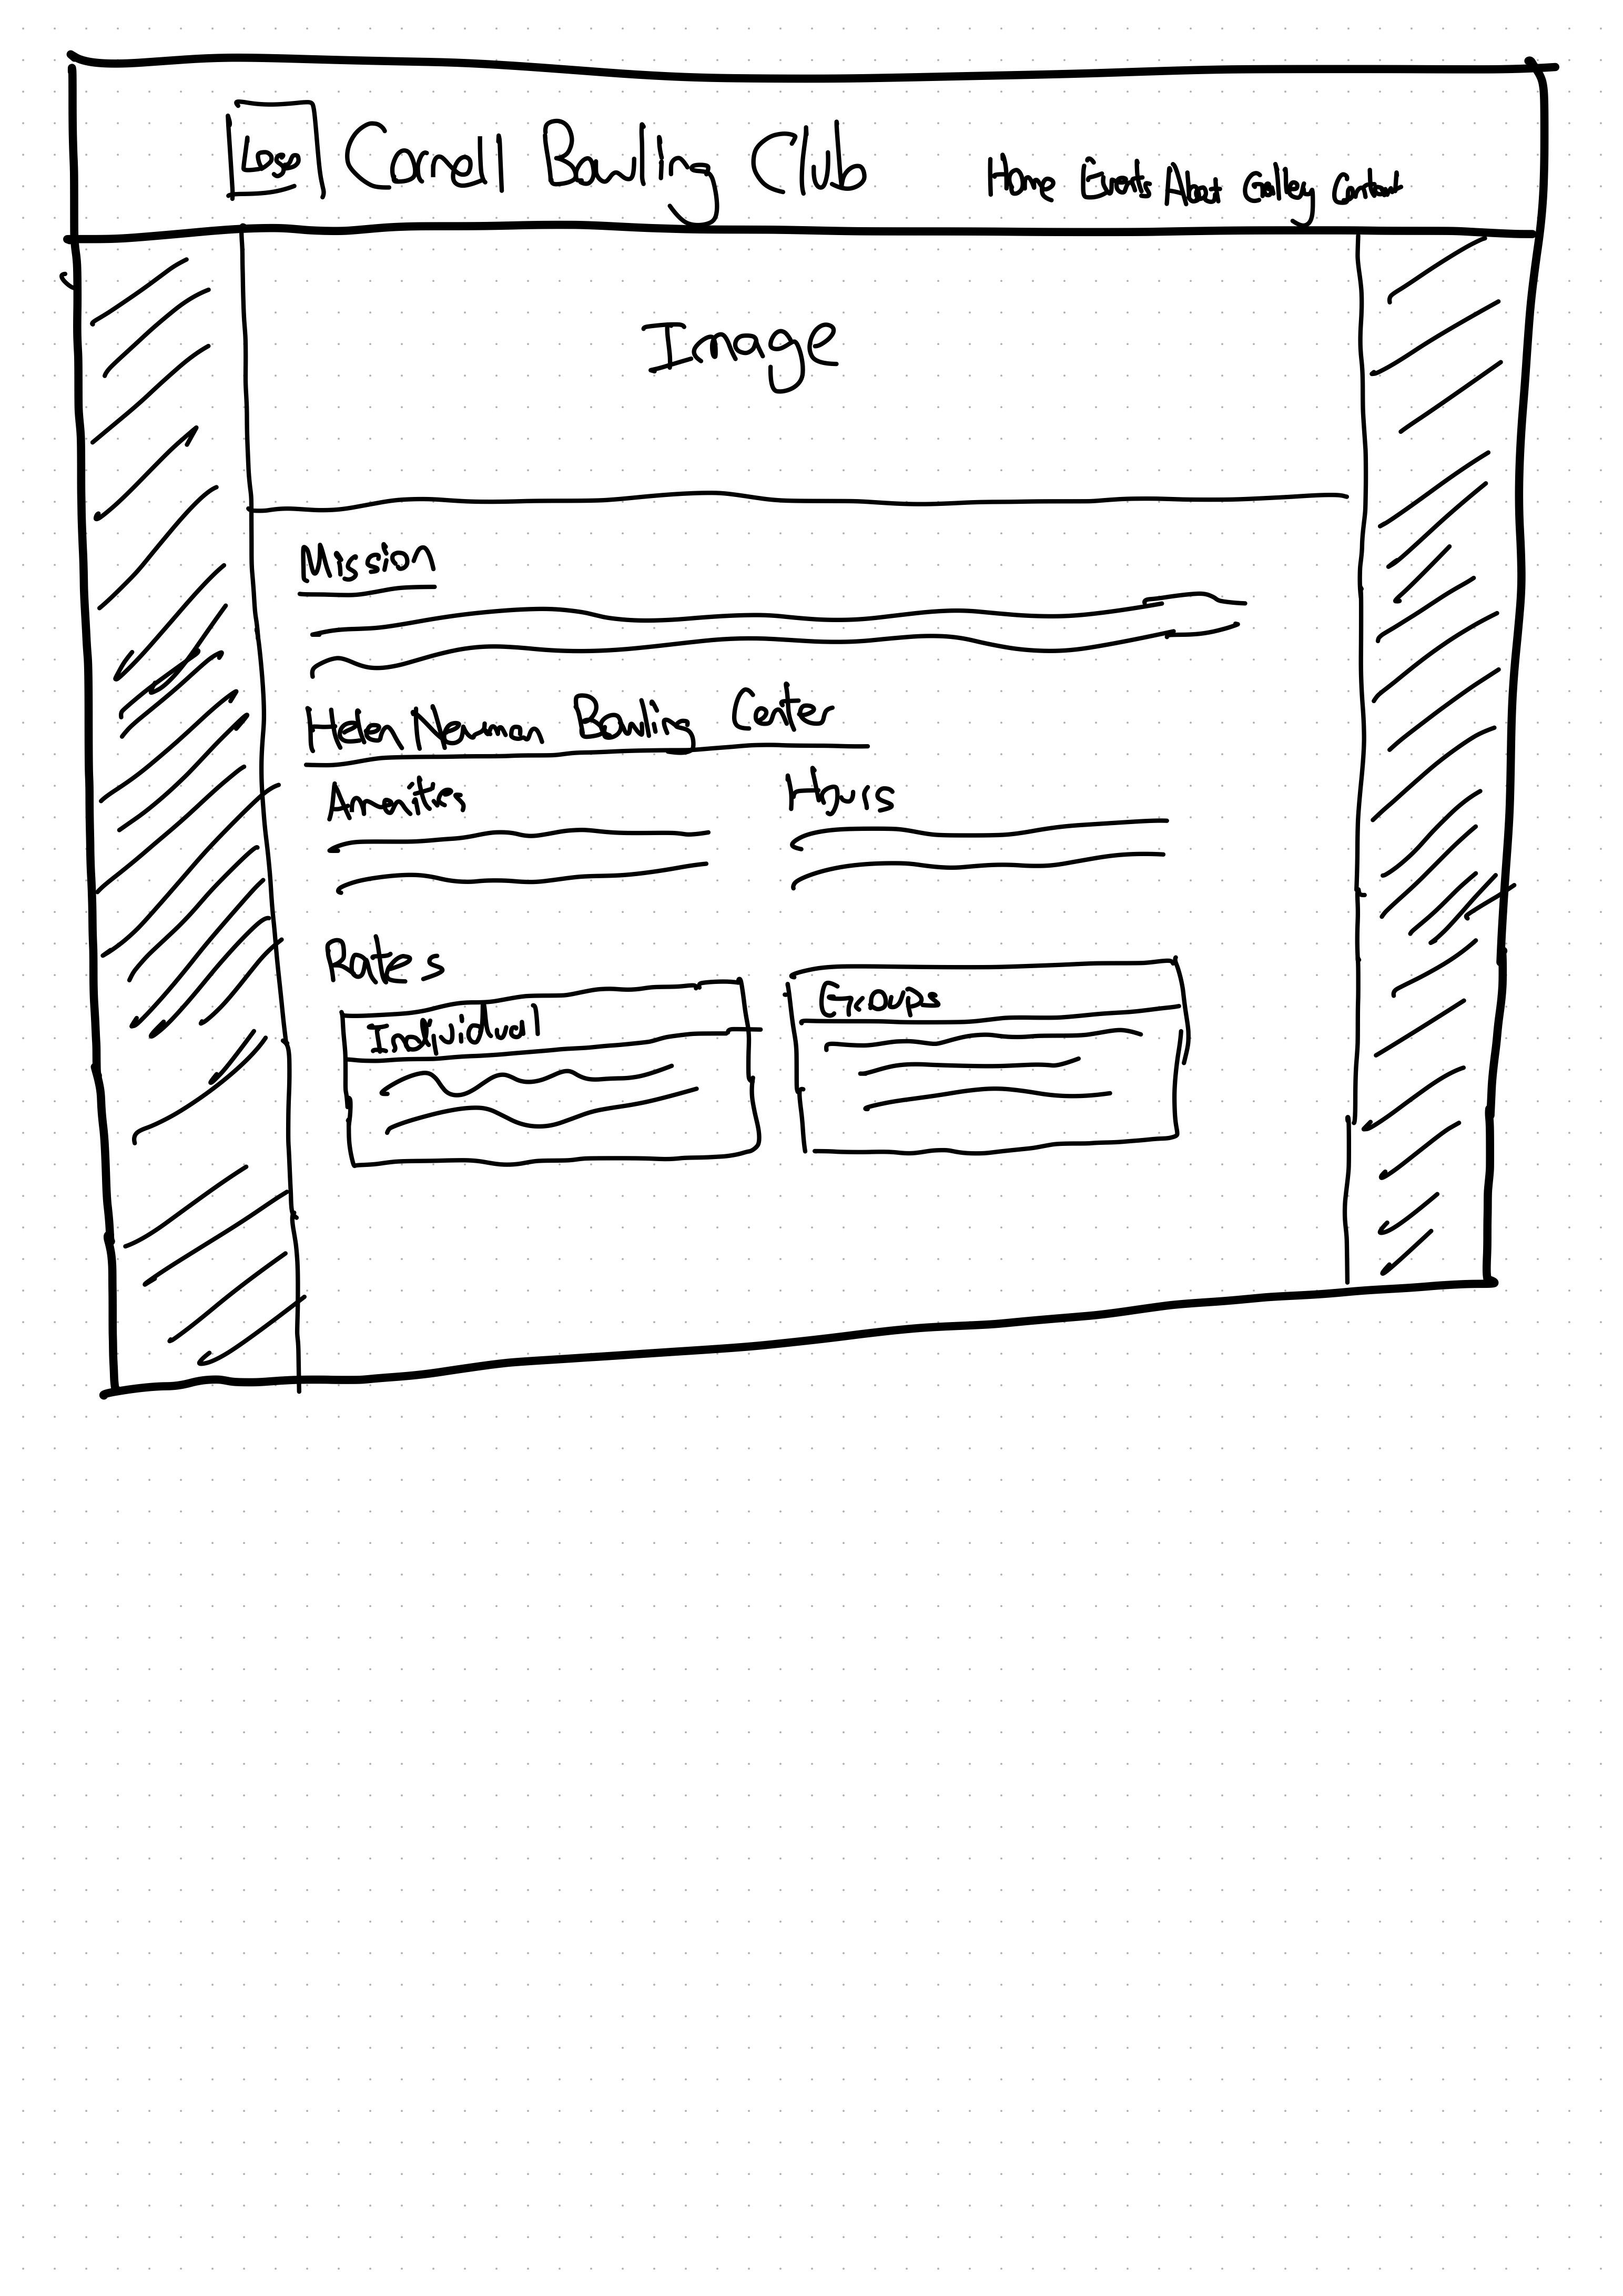 Logo Cornell Bowling Club Home Events About Gallery Contact
Image
Mission
Helen Newman Bowling Center
Amenities Hours
Rates
Individual Groups